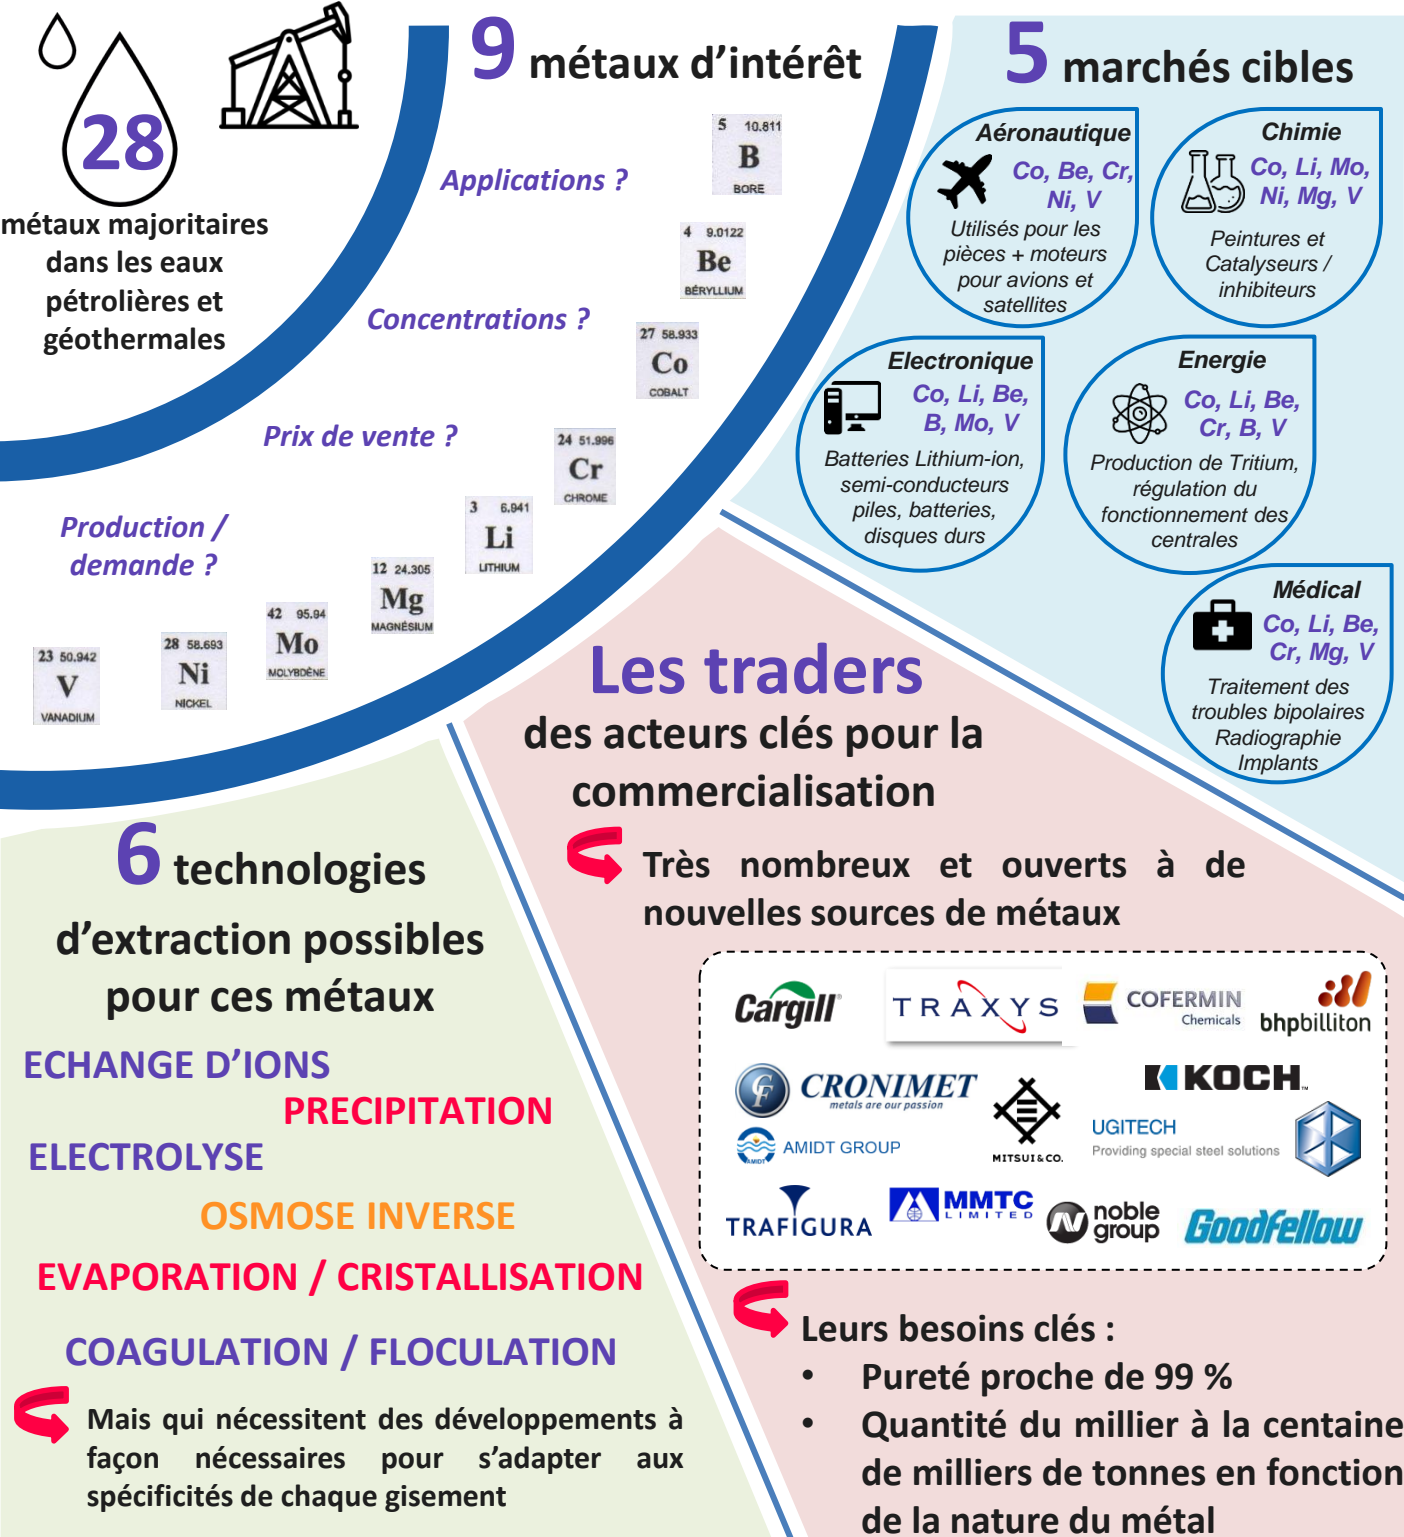 28
métaux majoritaires
dans les eaux
pétrolières et
géothermales
9 métaux d’intérêt
Applications ?
Concentrations ?
Prix de vente ?
Production /
demande ?
5 10.811
B
BORE
4 9.0122
Be
BÉRYLLIUM
27 58.933
Co
COBALT
24 51.996
Cr
CHROME
3 6.941
Li
LITHIUM
12 24.305
Mg
MAGNÉSIUM
42 95.94
Mo
MOLYBDÈNE
28 58.693
Ni
NICKEL
23 50.942
V
VANADIUM
5 marchés cibles
Aéronautique
Co, Be, Cr,
Ni, V
Utilisés pour les
pièces + moteurs
pour avions et
satellites
Chimie
Co, Li, Mo,
Ni, Mg, V
Peintures et
Catalyseurs /
inhibiteurs
Electronique
Co, Li, Be,
B, Mo, V
Batteries Lithium-ion,
semi-conducteurs
piles, batteries,
disques durs
Energie
Co, Li, Be,
Cr, B, V
Production de Tritium,
régulation du
fonctionnement des
centrales
Médical
Co, Li, Be,
Cr, Mg, V
Traitement des
troubles bipolaires
Radiographie
Implants
Les traders
des acteurs clés pour la
commercialisation
Très nombreux et ouverts à de
nouvelles sources de métaux
Cargill®
TRAXYS
COFERMIN
Chemicals
bhpbilliton
CF
CRONIMET
metals are our passion
AMIDT
AMIDT GROUP
MITSUI & CO.
KOCH™
UGITECH
Providing special steel solutions
TRAFIGURA
MMTC
LIMITED
N
noble
group
Goodfellow
Leurs besoins clés :
• Pureté proche de 99 %
• Quantité du millier à la centaine
de milliers de tonnes en fonction
de la nature du métal
6 technologies
d’extraction possibles
pour ces métaux
ECHANGE D’IONS
PRECIPITATION
ELECTROLYSE
OSMOSE INVERSE
EVAPORATION / CRISTALLISATION
COAGULATION / FLOCULATION
Mais qui nécessitent des développements à
façon nécessaires pour s’adapter aux
spécificités de chaque gisement